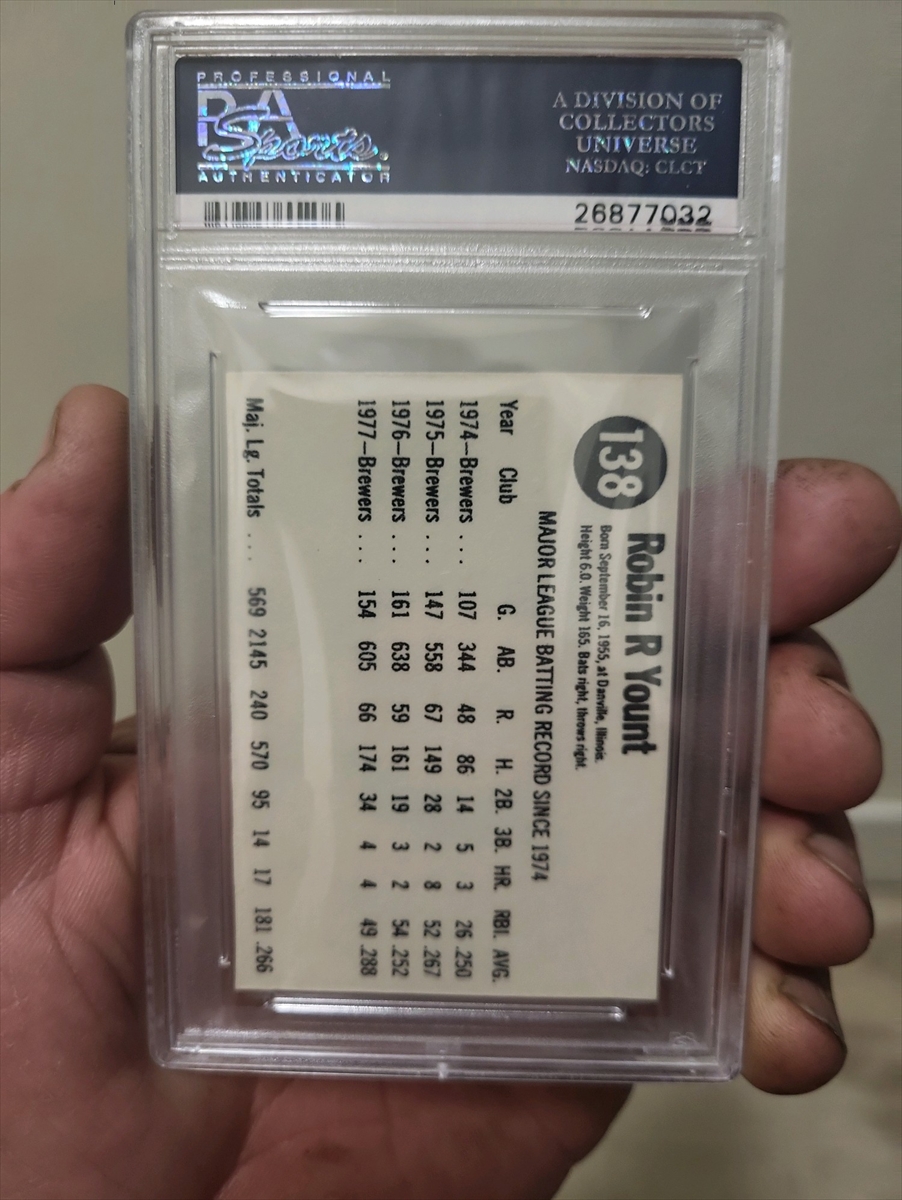 PROFESSIONAL
PSA
Sports.
AUTHENTICATOR
A DIVISION OF
COLLECTORS
UNIVERSE
NASDAQ: CLCT
26877032
138
Robin R Yount
Born September 16, 1955, at Danville, Illinois.
Height 6.0. Weight 165. Bats right, throws right.
MAJOR LEAGUE BATTING RECORD SINCE 1974
Year Club G. AB. R. H. 2B. 3B. HR. RBI. AVG.
1974—Brewers . . . 107 344 48 86 14 5 3 26 .250
1975—Brewers . . . 147 558 67 149 28 2 8 52 .267
1976—Brewers . . . 161 638 59 161 19 3 2 54 .252
1977—Brewers . . . 154 605 66 174 34 4 4 49 .288
Maj. Lg. Totals . . . 569 2145 240 570 95 14 17 181 .266